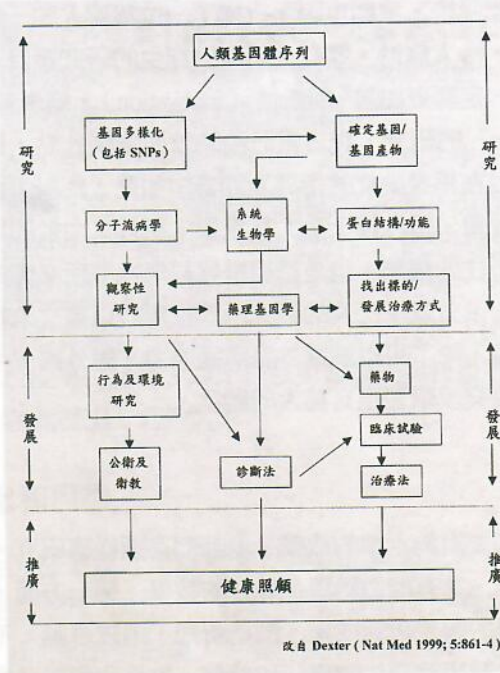 人類基因體序列
基因多樣化
(包括 SNPs)
確定基因/
基因產物
研究
研究
分子流病學
系統
生物學
蛋白結構/功能
觀察性
研究
藥理基因學
找出標的/
發展治療方式
行為及環境
研究
藥物
發展
發展
臨床試驗
公衛及
衛教
診斷法
治療法
推廣
推廣
健康照顧
改自 Dexter ( Nat Med 1999; 5:861-4 )